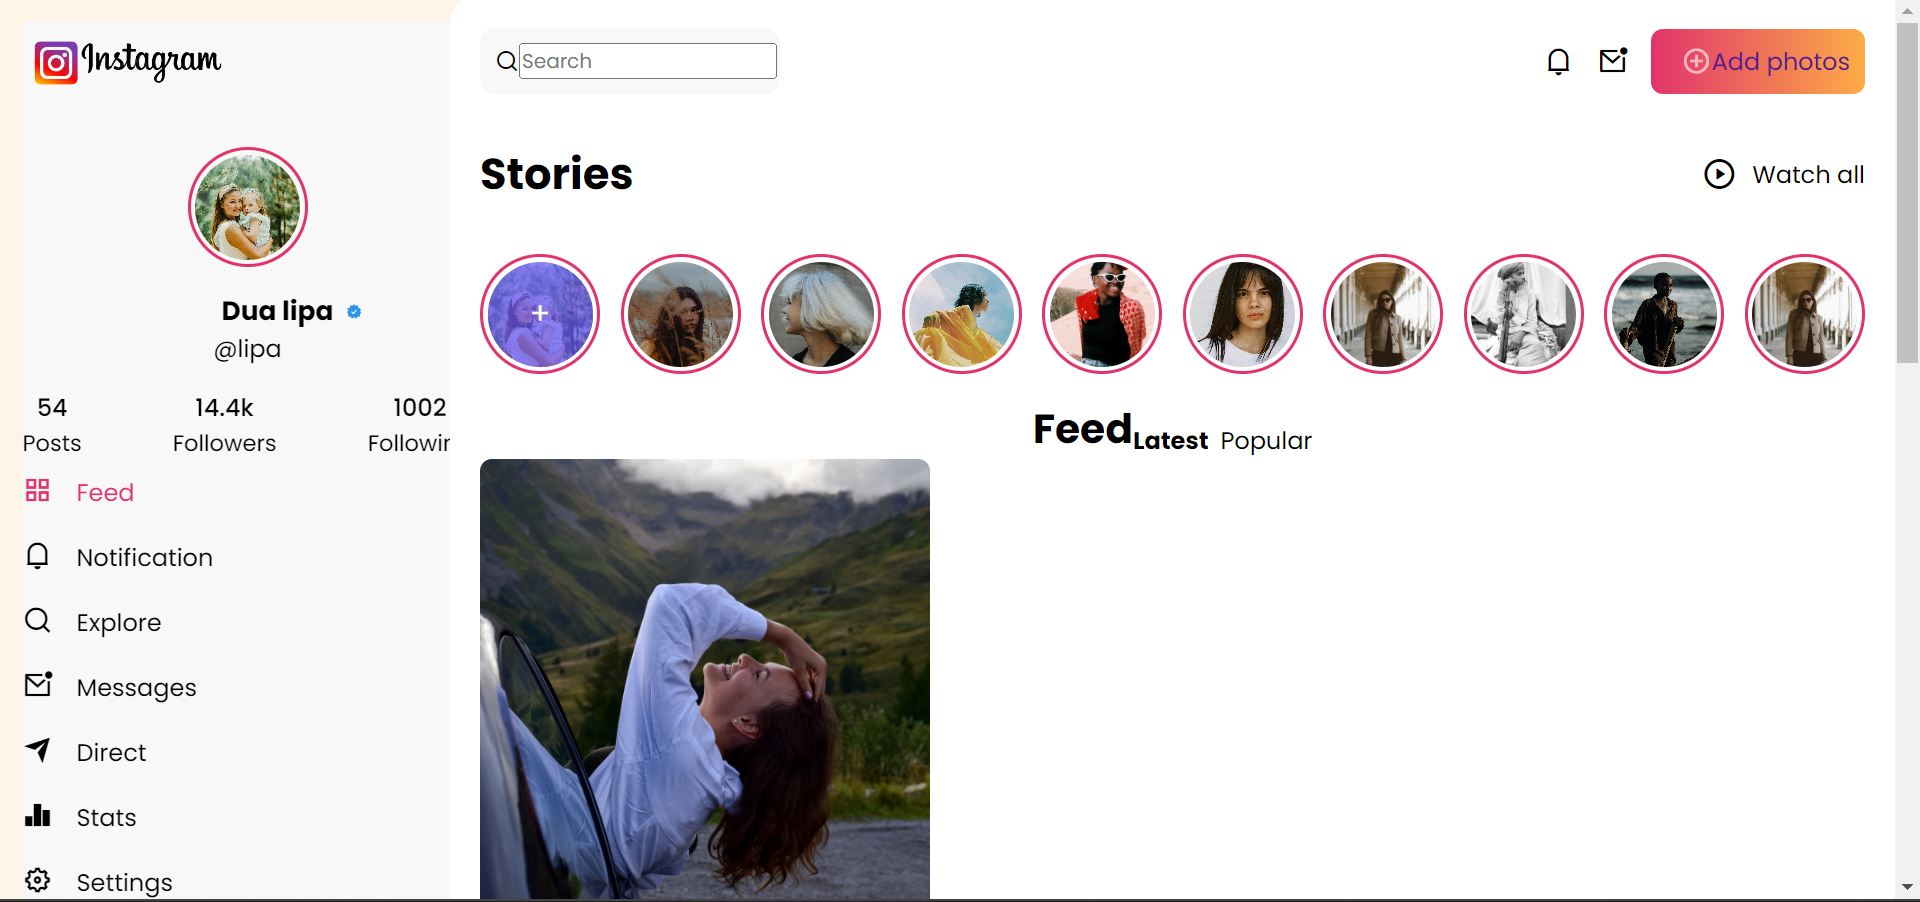 Instagram
Search
Add photos
Stories
Watch all
Dua lipa
@lipa
54 14.4k 1002
Posts Followers Followin
Feed
Notification
Explore
Messages
Direct
Stats
Settings
Feed Latest Popular